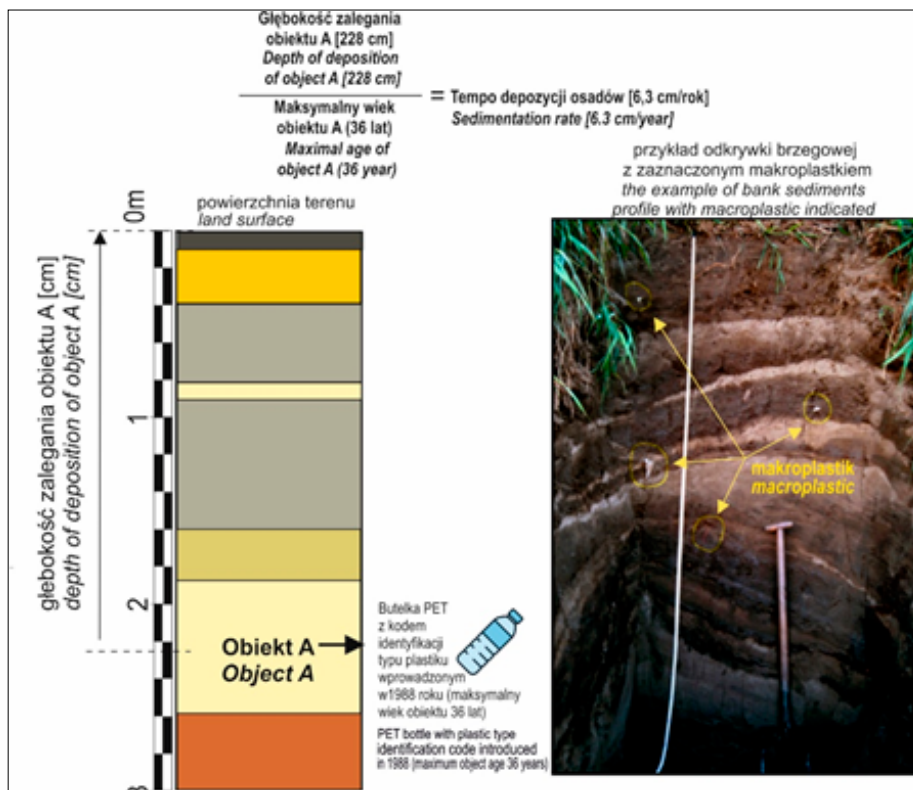 Głębokość zalegania
obiektu A [228 cm]
Depth of deposition
of object A [228 cm]
Maksymalny wiek
obiektu A (36 lat)
Maximal age of
object A (36 year)
= Tempo depozycji osadów [6,3 cm/rok]
Sedimentation rate [6.3 cm/year]
przykład odkrywki brzegowej
z zaznaczonym makroplastkiem
the example of bank sediments
profile with macroplastic indicated
powierzchnia terenu
land surface
0m
1
2
3
głębokość zalegania obiektu A [cm]
depth of deposition of object A [cm]
Obiekt A
Object A
Butelka PET
z kodem
identyfikacji
typu plastiku
wprowadzonym
w1988 roku (maksymalny
wiek obiektu 36 lat)
PET bottle with plastic type
identification code introduced
in 1988 (maximum object age 36 years)
makroplastik
macroplastic